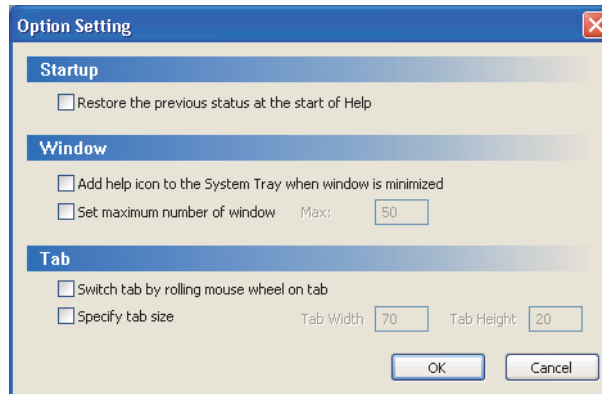 Option Setting
Startup
Restore the previous status at the start of Help
Window
Add help icon to the System Tray when window is minimized
Set maximum number of window Max: 50
Tab
Switch tab by rolling mouse wheel on tab
Specify tab size Tab Width 70 Tab Height 20
OK Cancel